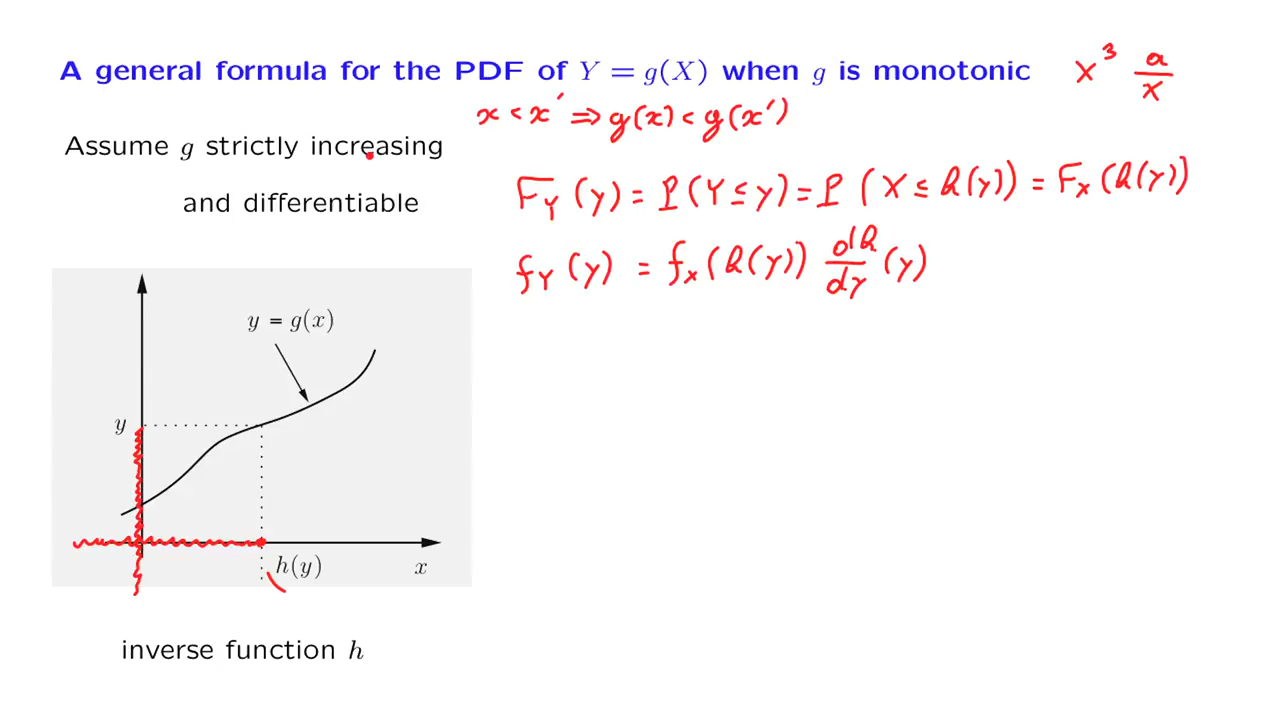 A general formula for the PDF of Y = g(X) when g is monotonic
x³ a/x
x < x′ ⇒ g(x) < g(x′)
Assume g strictly increasing
and differentiable
F_Y (y) = P(Y ≤ y) = P (X ≤ h(y)) = F_X (h(y))
f_Y (y) = f_X (h(y)) dh/dy (y)
y = g(x)
y
h(y)
x
inverse function h